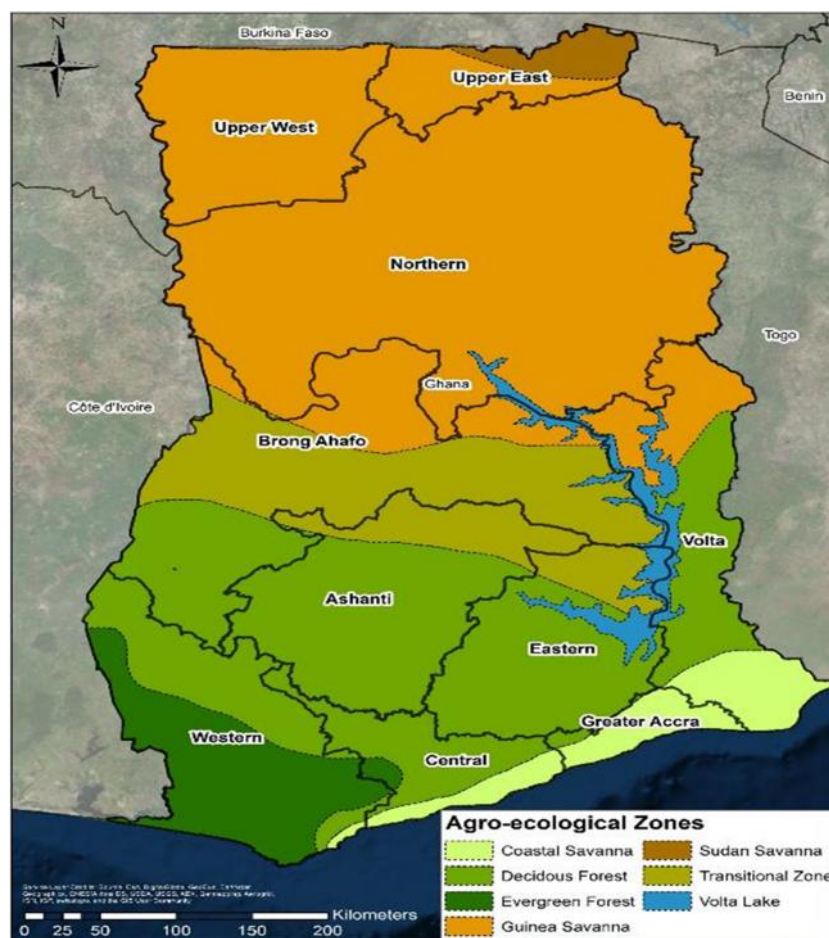 N
Burkina Faso
Upper East
Benin
Upper West
Northern
Togo
Ghana
Côte d'Ivoire
Brong Ahafo
Volta
Ashanti
Eastern
Greater Accra
Western
Central
Agro-ecological Zones
Coastal Savanna
Sudan Savanna
Decidous Forest
Transitional Zone
Evergreen Forest
Volta Lake
Guinea Savanna
Kilometers
0 25 50 100 150 200